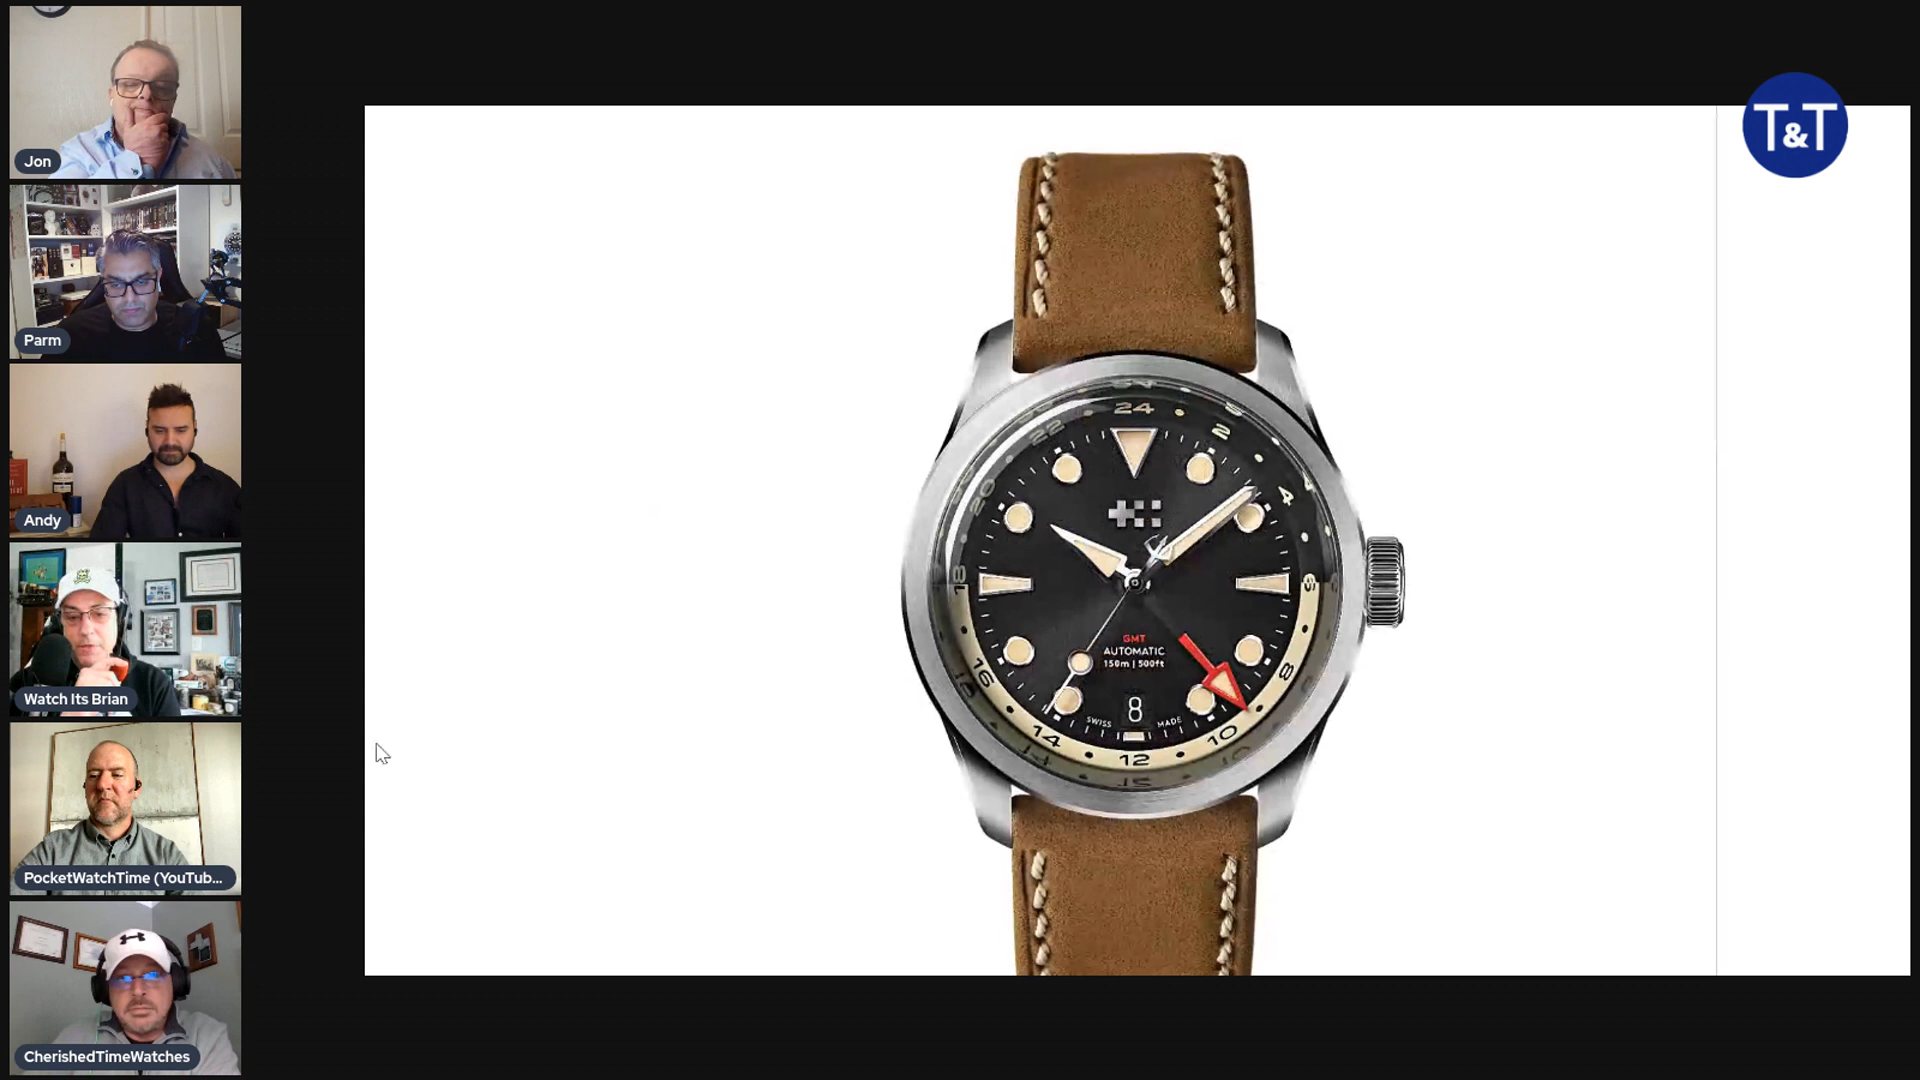 Jon
Parm
Andy
Watch Its Brian
PocketWatchTime (YouTub...
CherishedTimeWatches
T&T
24
22
2
20
4
18
6
GMT
AUTOMATIC
150m | 500ft
16
8
8
SWISS
MADE
14
10
12